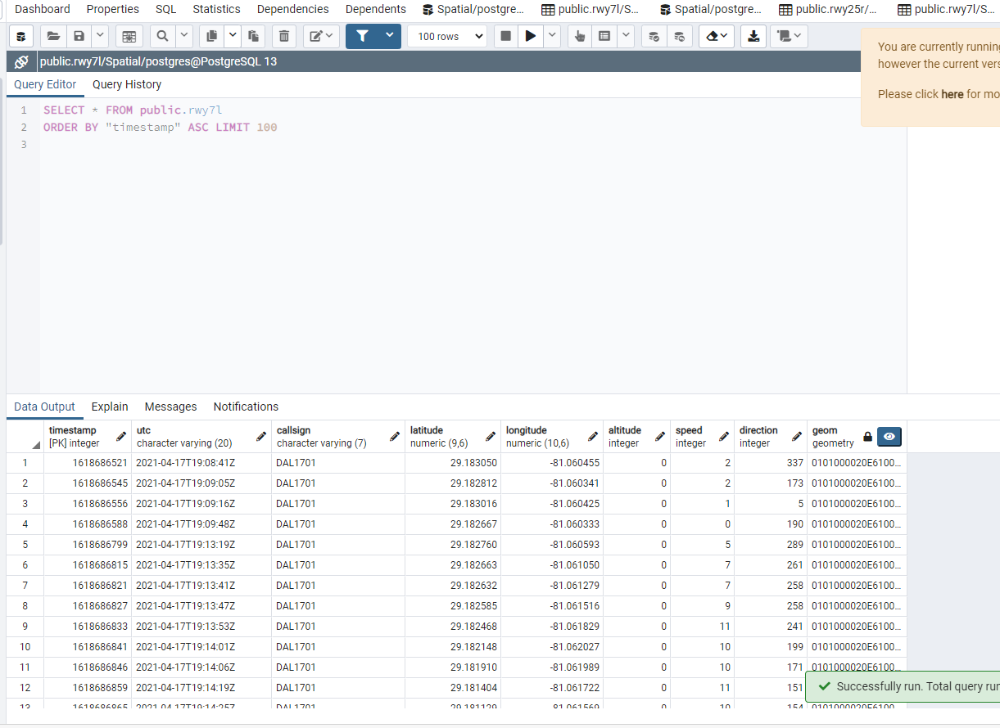 Dashboard Properties SQL Statistics Dependencies Dependents Spatial/postgre... public.rwy7l/S... Spatial/postgre... public.rwy25r/... public.rwy7l/S...
100 rows
You are currently running
however the current vers
Please click here for mo
public.rwy7l/Spatial/postgres@PostgreSQL 13
Query Editor Query History
1 SELECT * FROM public.rwy7l
2 ORDER BY "timestamp" ASC LIMIT 100
3
Data Output Explain Messages Notifications
timestamp utc callsign latitude longitude altitude speed direction geom
[PK] integer character varying (20) character varying (7) numeric (9,6) numeric (10,6) integer integer integer geometry
1 1618686521 2021-04-17T19:08:41Z DAL1701 29.183050 -81.060455 0 2 337 0101000020E6100...
2 1618686545 2021-04-17T19:09:05Z DAL1701 29.182812 -81.060341 0 2 173 0101000020E6100...
3 1618686556 2021-04-17T19:09:16Z DAL1701 29.183016 -81.060425 0 1 5 0101000020E6100...
4 1618686588 2021-04-17T19:09:48Z DAL1701 29.182667 -81.060333 0 0 190 0101000020E6100...
5 1618686799 2021-04-17T19:13:19Z DAL1701 29.182760 -81.060593 0 5 289 0101000020E6100...
6 1618686815 2021-04-17T19:13:35Z DAL1701 29.182663 -81.061050 0 7 261 0101000020E6100...
7 1618686821 2021-04-17T19:13:41Z DAL1701 29.182632 -81.061279 0 7 258 0101000020E6100...
8 1618686827 2021-04-17T19:13:47Z DAL1701 29.182585 -81.061516 0 9 258 0101000020E6100...
9 1618686833 2021-04-17T19:13:53Z DAL1701 29.182468 -81.061829 0 11 241 0101000020E6100...
10 1618686841 2021-04-17T19:14:01Z DAL1701 29.182148 -81.062027 0 10 199 0101000020E6100...
11 1618686846 2021-04-17T19:14:06Z DAL1701 29.181910 -81.061989 0 10 171 0101000020E6100...
12 1618686859 2021-04-17T19:14:19Z DAL1701 29.181404 -81.061722 0 11 151
Successfully run. Total query run
13 1618686865 2021-04-17T19:14:25Z DAL1701 29.181129 -81.061569 0 10 154 0101000020E6100...